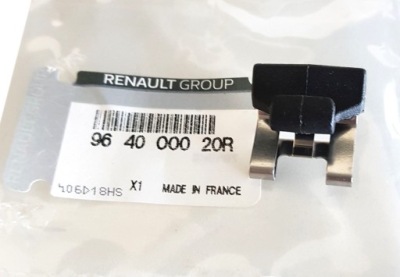 RENAULT GROUP
96 40 000 20R
406D18HS X1 MADE IN FRANCE